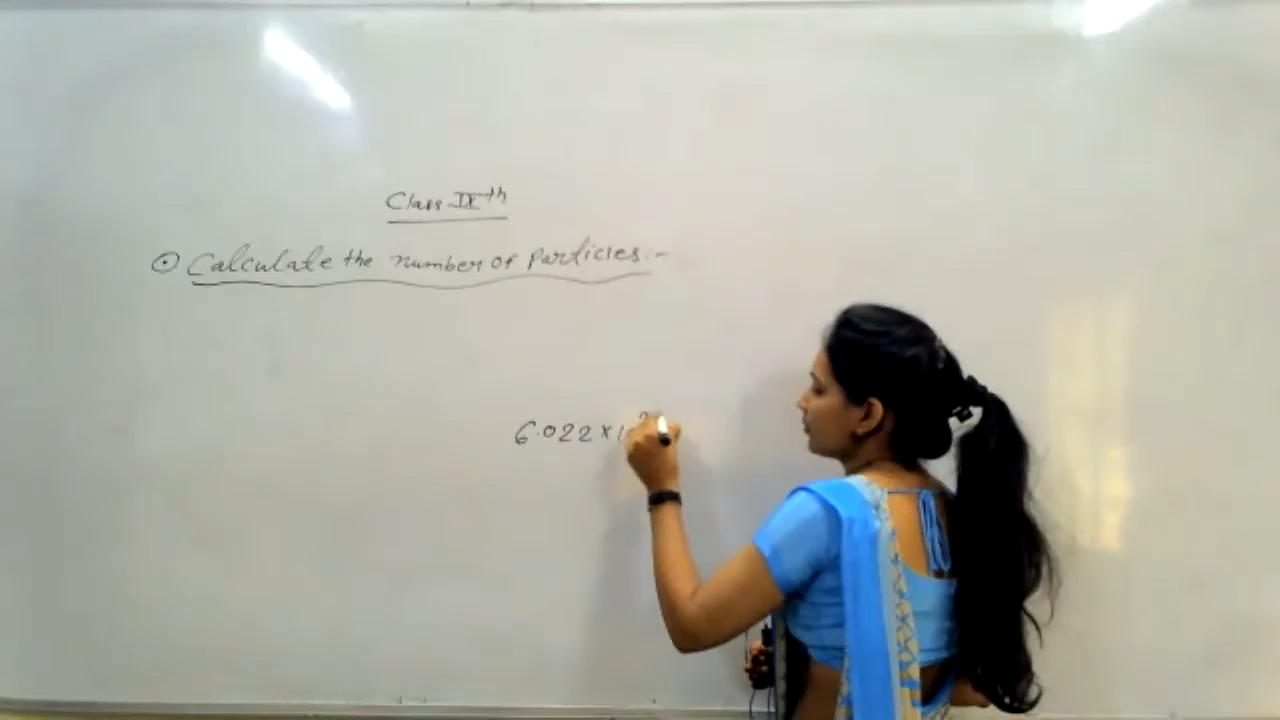 Class-IXth
⊙ Calculate the number of Particles:-
6.022 × 1